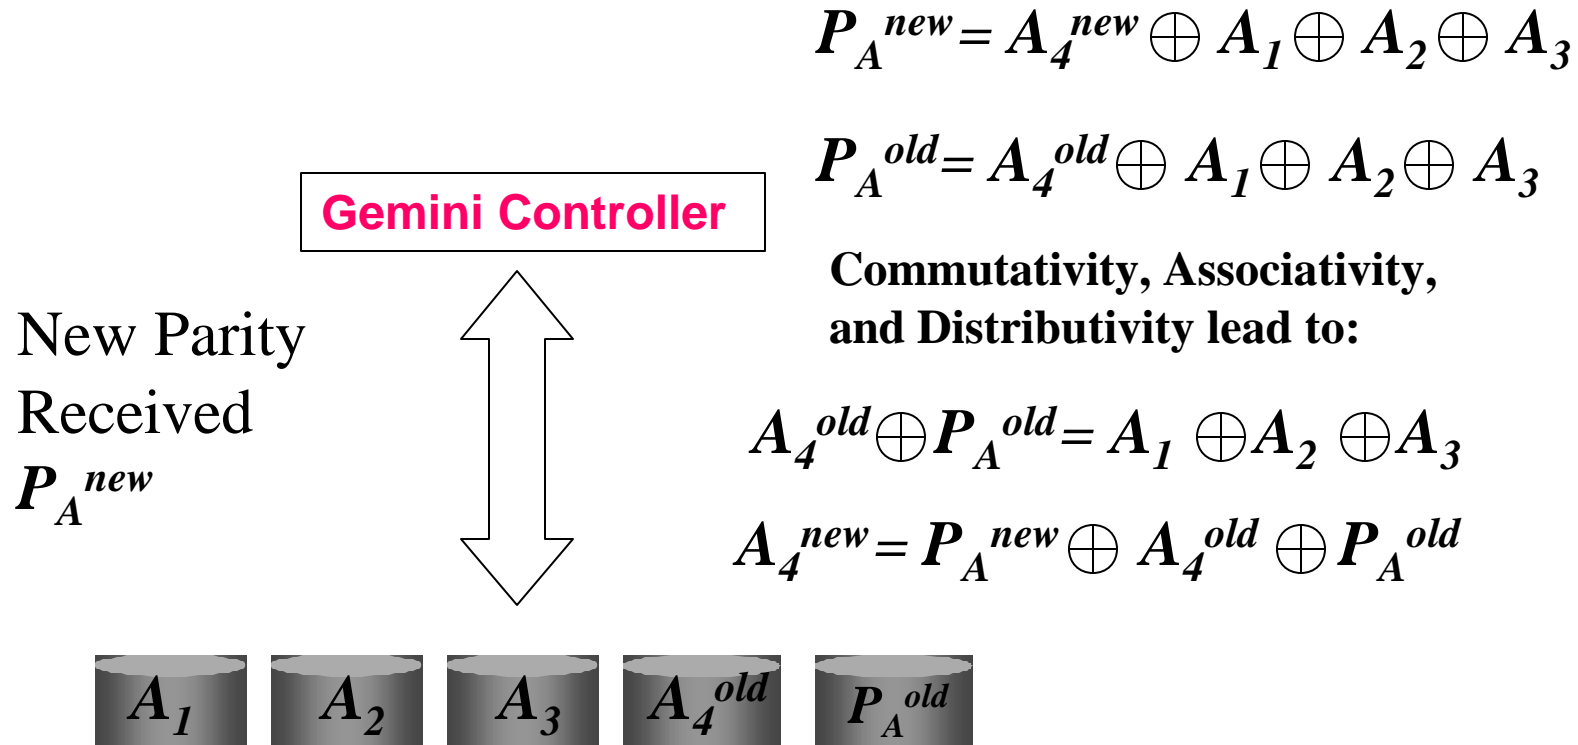 P_A^new = A_4^new ⊕ A_1 ⊕ A_2 ⊕ A_3
P_A^old = A_4^old ⊕ A_1 ⊕ A_2 ⊕ A_3
Gemini Controller
Commutativity, Associativity,
and Distributivity lead to:
New Parity
Received
P_A^new
A_4^old ⊕ P_A^old = A_1 ⊕ A_2 ⊕ A_3
A_4^new = P_A^new ⊕ A_4^old ⊕ P_A^old
A_1 A_2 A_3 A_4^old P_A^old